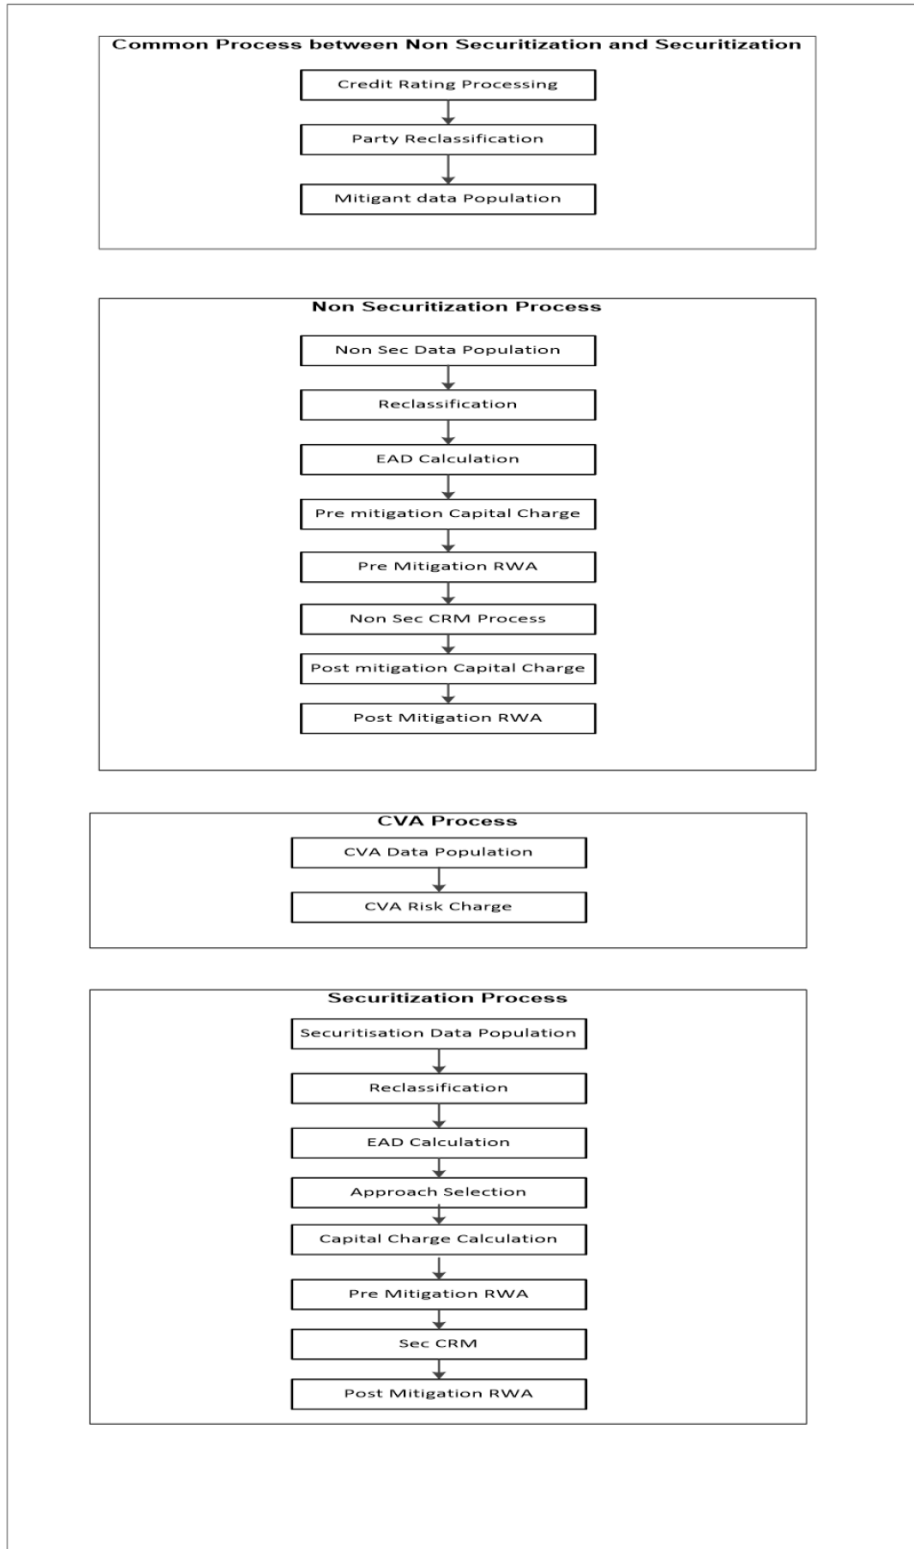 Common Process between Non Securitization and Securitization
Credit Rating Processing
Party Reclassification
Mitigant data Population
Non Securitization Process
Non Sec Data Population
Reclassification
EAD Calculation
Pre mitigation Capital Charge
Pre Mitigation RWA
Non Sec CRM Process
Post mitigation Capital Charge
Post Mitigation RWA
CVA Process
CVA Data Population
CVA Risk Charge
Securitization Process
Securitisation Data Population
Reclassification
EAD Calculation
Approach Selection
Capital Charge Calculation
Pre Mitigation RWA
Sec CRM
Post Mitigation RWA